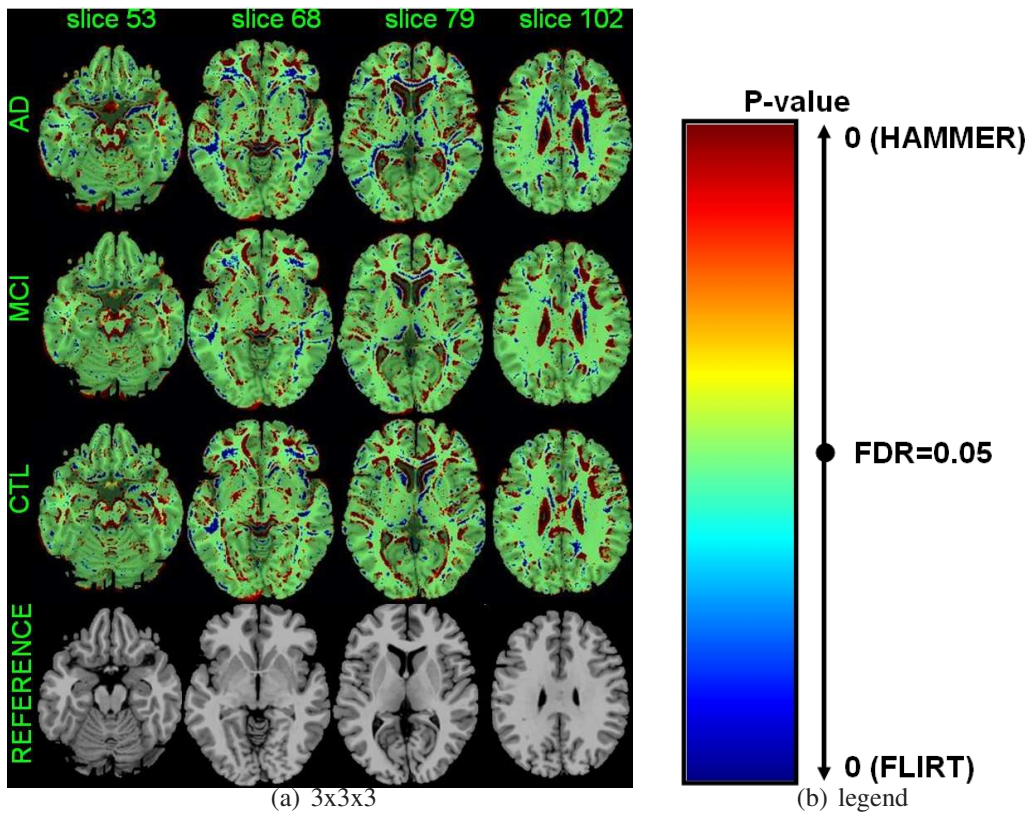 slice 53
slice 68
slice 79
slice 102
AD
MCI
CTL
REFERENCE
(a) 3x3x3
P-value
0 (HAMMER)
FDR=0.05
0 (FLIRT)
(b) legend